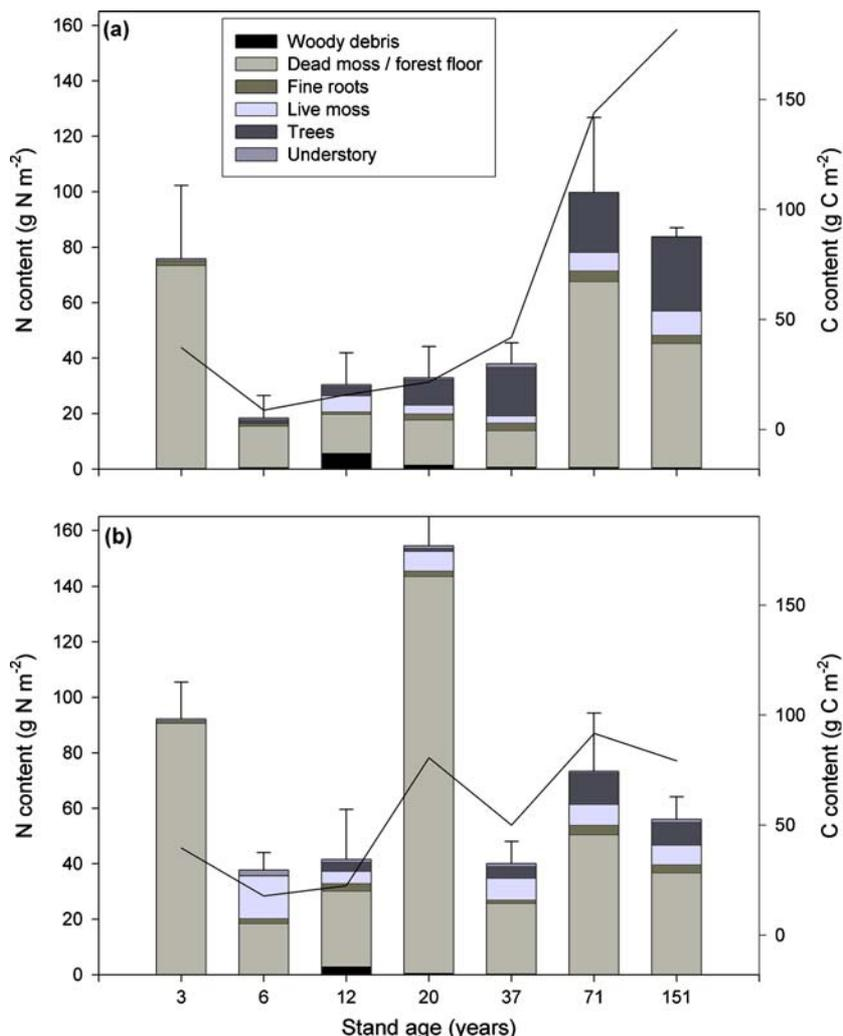 (a)
Woody debris
Dead moss / forest floor
Fine roots
Live moss
Trees
Understory
N content (g N m-2)
160
140
120
100
80
60
40
20
0
C content (g C m-2)
150
100
50
0
(b)
N content (g N m-2)
160
140
120
100
80
60
40
20
0
C content (g C m-2)
150
100
50
0
3 6 12 20 37 71 151
Stand age (years)